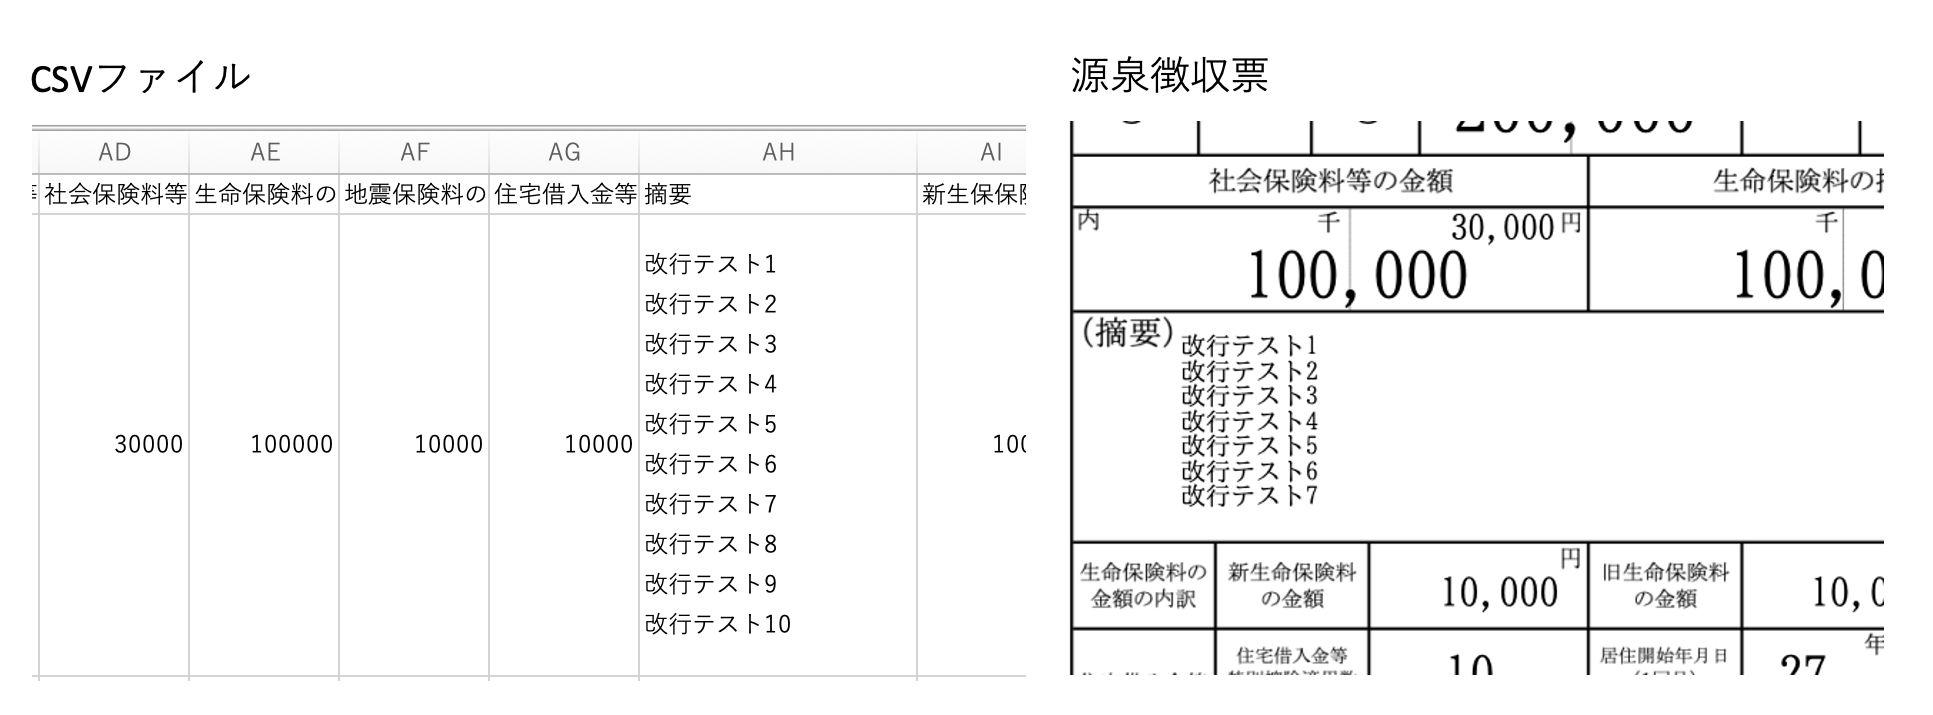 CSVファイル
AD AE AF AG AH AI
社会保険料等 生命保険料の 地震保険料の 住宅借入金等 摘要 新生保保険
改行テスト1
改行テスト2
改行テスト3
改行テスト4
改行テスト5
30000 100000 10000 10000 100
改行テスト6
改行テスト7
改行テスト8
改行テスト9
改行テスト10
源泉徴収票
200,000
社会保険料等の金額 生命保険料の
内 千 30,000円 千
100,000 100,0
(摘要)
改行テスト1
改行テスト2
改行テスト3
改行テスト4
改行テスト5
改行テスト6
改行テスト7
生命保険料の
金額の内訳
新生命保険料
の金額
円
10,000
旧生命保険料
の金額
10,0
住宅借入金等
10
居住開始年月日
27
年